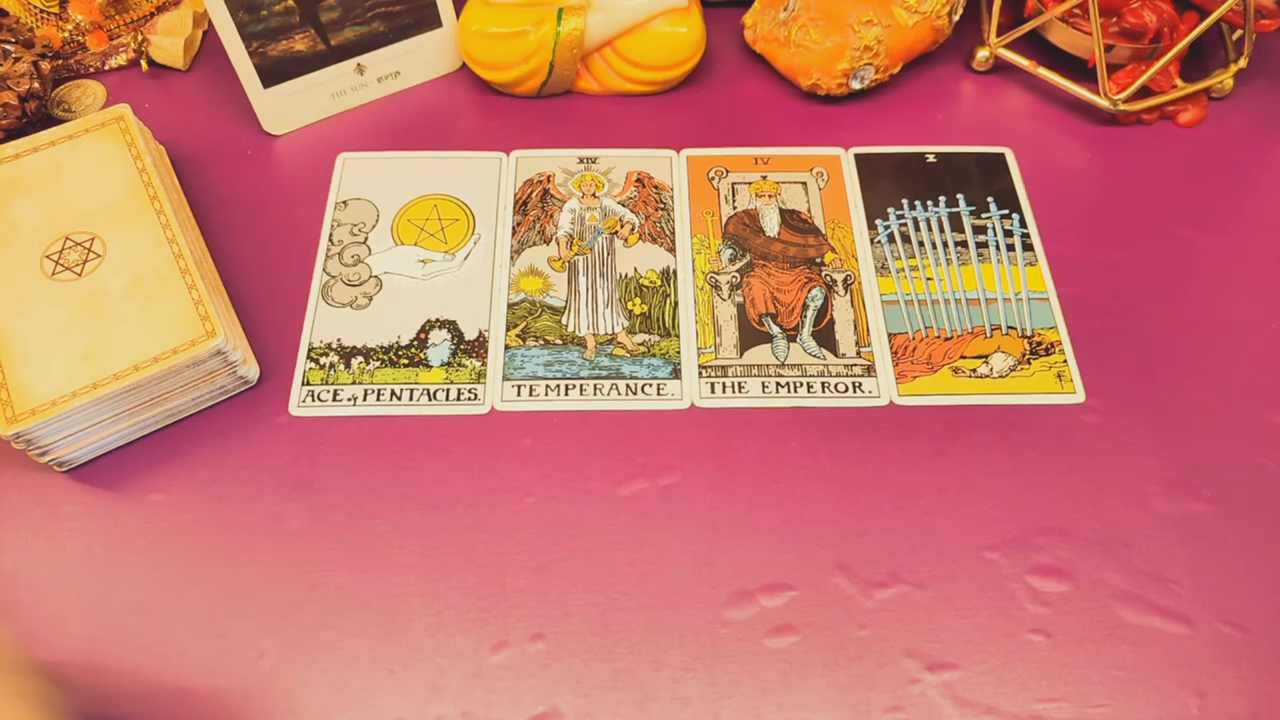 THE SUN
XIV
IV
X
ACE of PENTACLES.
TEMPERANCE.
THE EMPEROR.